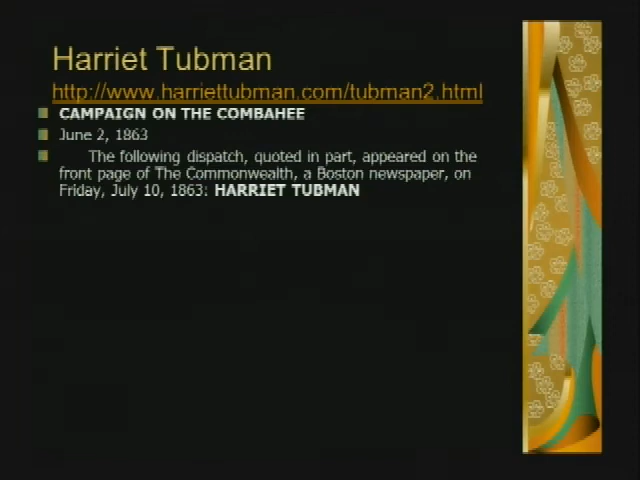 Harriet Tubman
http://www.harriettubman.com/tubman2.html
CAMPAIGN ON THE COMBAHEE
June 2, 1863
The following dispatch, quoted in part, appeared on the
front page of The Commonwealth, a Boston newspaper, on
Friday, July 10, 1863: HARRIET TUBMAN